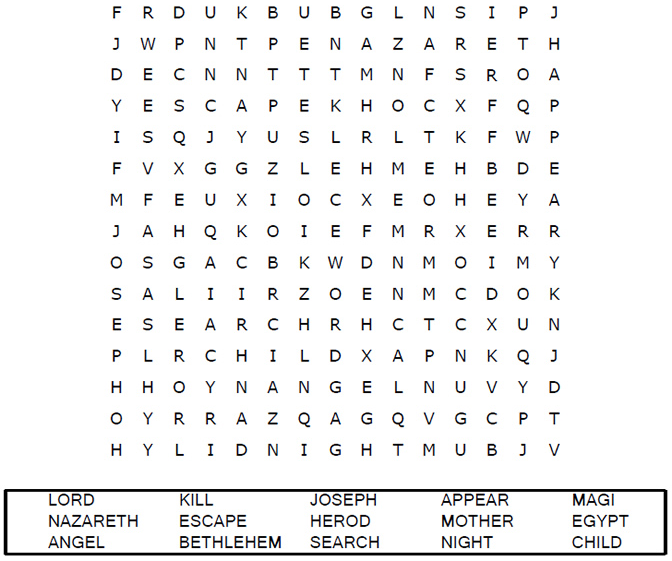 F R D U K B U B G L N S I P J
J W P N T P E N A Z A R E T H
D E C N N T T T M N F S R O A
Y E S C A P E K H O C X F Q P
I S Q J Y U S L R L T K F W P
F V X G G Z L E H M E H B D E
M F E U X I O C X E O H E Y A
J A H Q K O I E F M R X E R R
O S G A C B K W D N M O I M Y
S A L I I R Z O E N M C D O K
E S E A R C H R H C T C X U N
P L R C H I L D X A P N K Q J
H H O Y N A N G E L N U V Y D
O Y R R A Z Q A G Q V G C P T
H Y L I D N I G H T M U B J V
LORD KILL JOSEPH APPEAR MAGI
NAZARETH ESCAPE HEROD MOTHER EGYPT
ANGEL BETHLEHEM SEARCH NIGHT CHILD